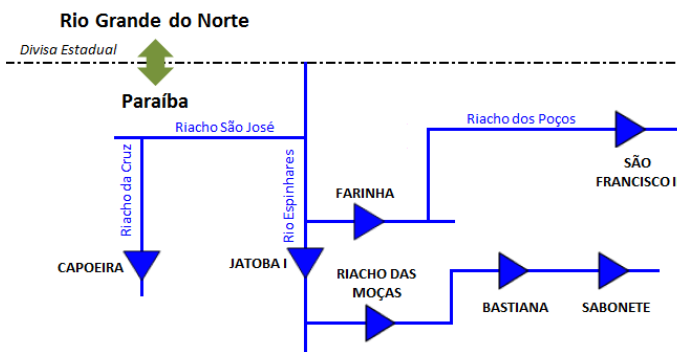 Rio Grande do Norte
Divisa Estadual
Paraíba
Riacho São José
Riacho dos Poços
Riacho da Cruz
Rio Espinhares
SÃO
FRANCISCO I
FARINHA
CAPOEIRA
JATOBA I
RIACHO DAS
MOÇAS
BASTIANA
SABONETE